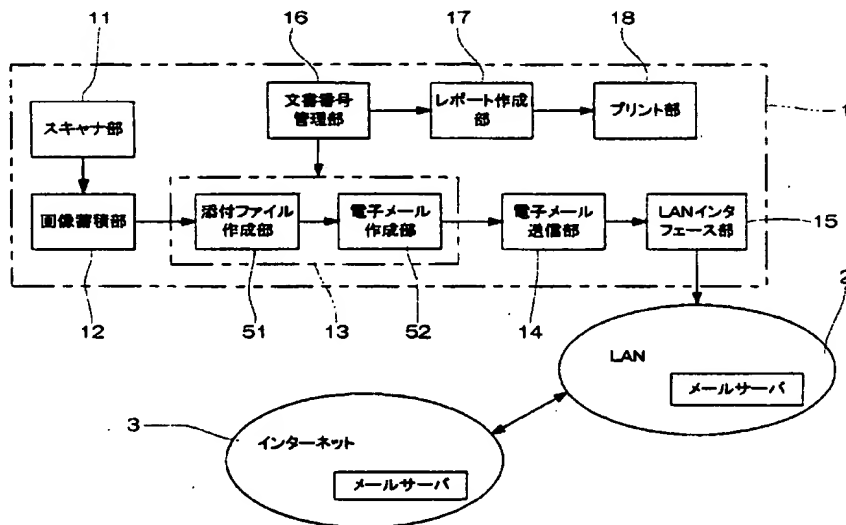 11
16
17
18
スキャナ部
文書番号
管理部
レポート作成
部
プリント部
1
画像蓄積部
添付ファイル
作成部
電子メール
作成部
電子メール
送信部
LANインタ
フェース部
15
12
51
13
52
14
2
LAN
メールサーバ
3
インターネット
メールサーバ